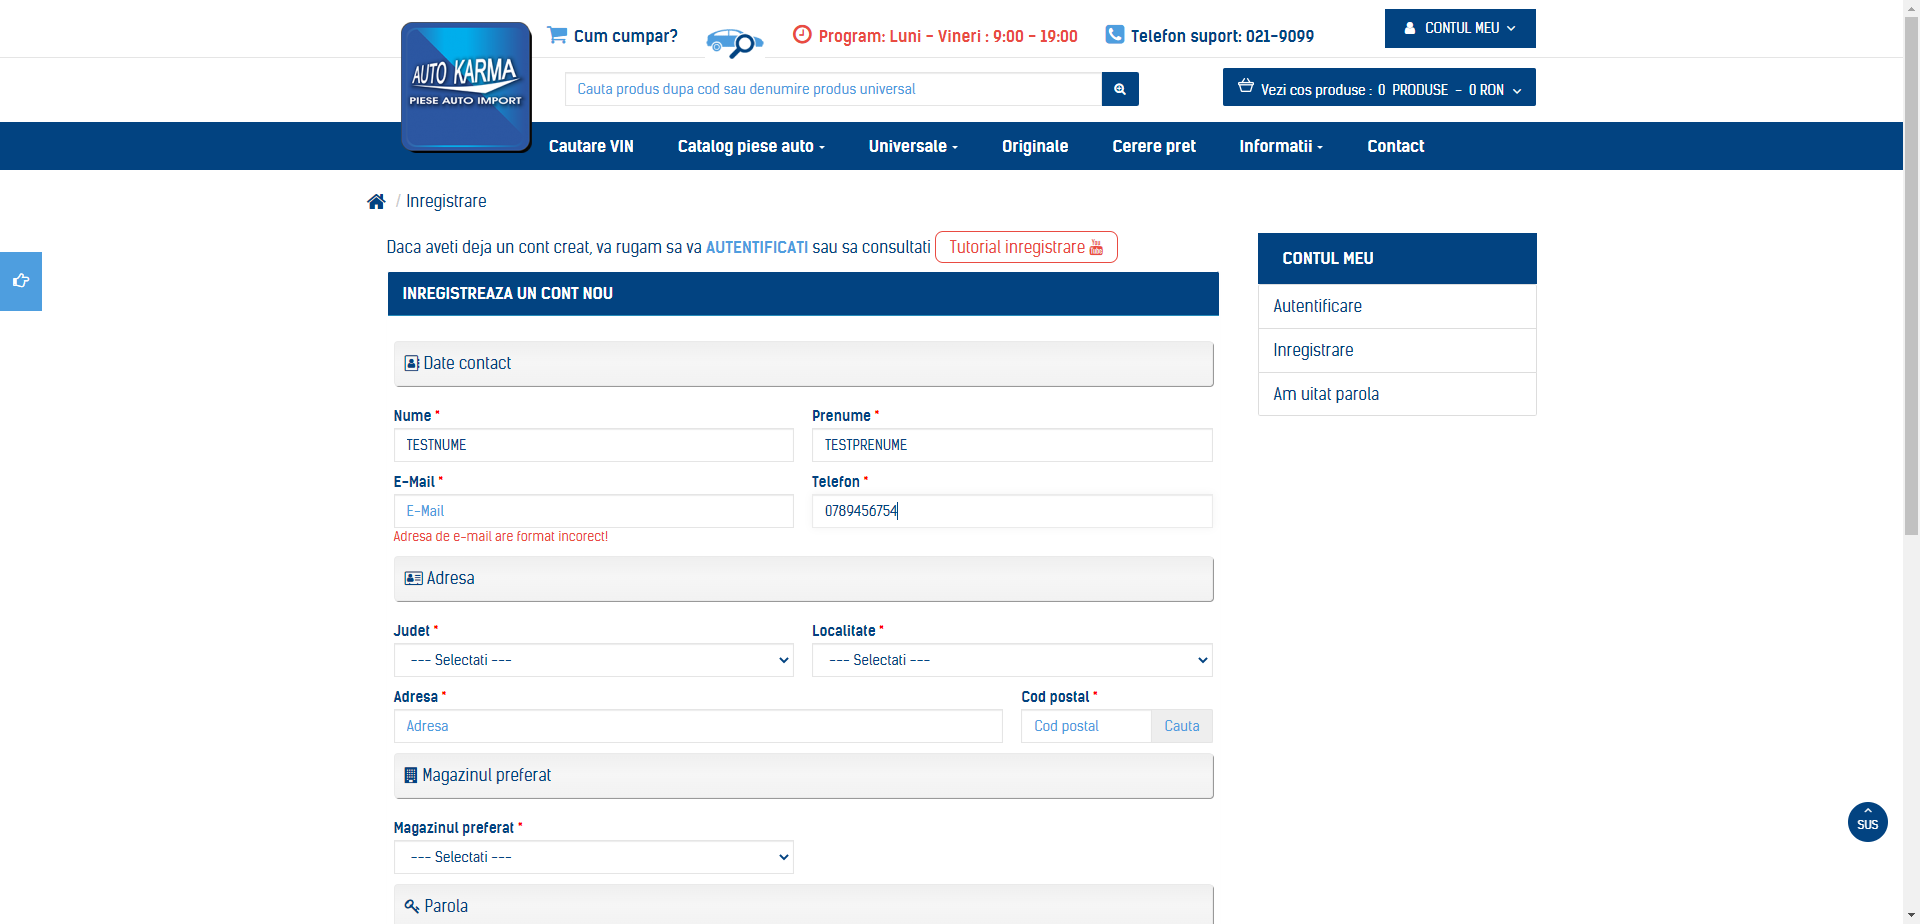 Cum cumpar?
Program: Luni - Vineri : 9:00 - 19:00
Telefon suport: 021-9099
CONTUL MEU
AUTO KARMA
PIESE AUTO IMPORT
Cauta produs dupa cod sau denumire produs universal
Vezi cos produse : 0 PRODUSE - 0 RON
Cautare VIN
Catalog piese auto
Universale
Originale
Cerere pret
Informatii
Contact
/ Inregistrare
Daca aveti deja un cont creat, va rugam sa va AUTENTIFICATI sau sa consultati Tutorial inregistrare You Tube
INREGISTREAZA UN CONT NOU
CONTUL MEU
Autentificare
Inregistrare
Am uitat parola
Date contact
Nume *
Prenume *
TESTNUME
TESTPRENUME
E-Mail *
Telefon *
E-Mail
0789456754
Adresa de e-mail are format incorect!
Adresa
Judet *
Localitate *
--- Selectati ---
--- Selectati ---
Adresa *
Cod postal *
Adresa
Cod postal
Cauta
Magazinul preferat
Magazinul preferat *
--- Selectati ---
SUS
Parola